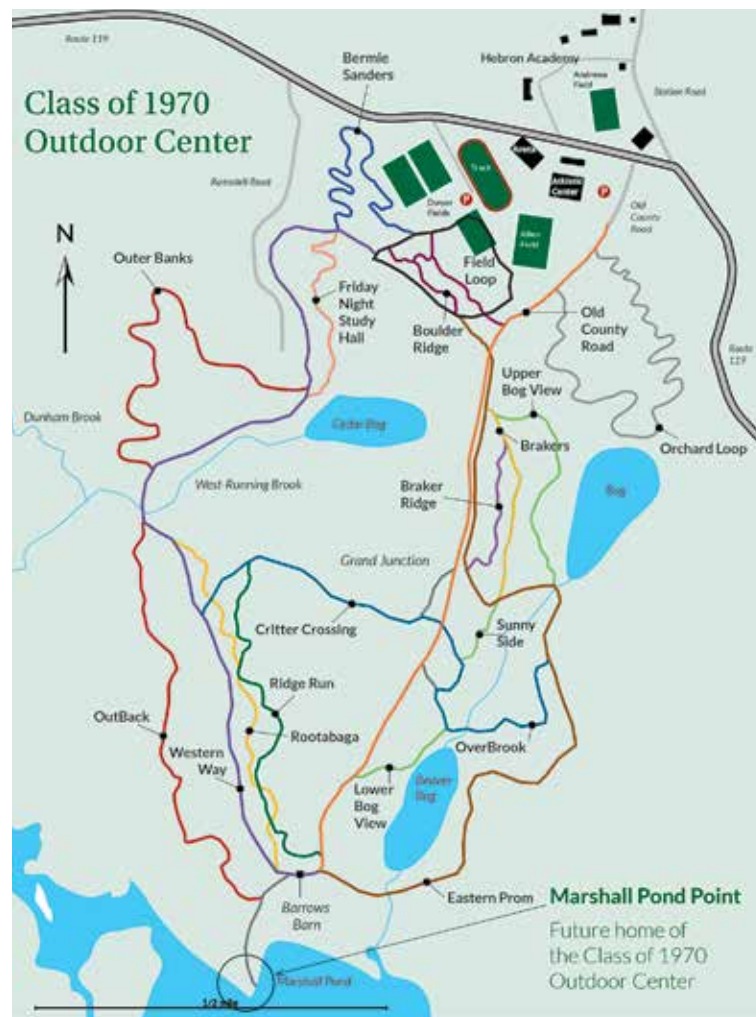 Route 119
Bermie
Sanders
Hebron Academy
Andrews
Field
Station Road
Class of 1970
Outdoor Center
Track
Arena
Athletic
Center
P
P
Dwyer
Fields
Allen
Field
Old
County
Road
N
Outer Banks
Friday
Night
Study
Hall
Field
Loop
Boulder
Ridge
Old
County
Road
Route
119
Upper
Bog View
Dunham Brook
Cedar Bog
Brakers
Orchard Loop
West-Running Brook
Braker
Ridge
Bog
Grand Junction
Critter Crossing
Sunny
Side
Ridge Run
OutBack
Rootabaga
OverBrook
Western
Way
Lower
Bog
View
Beaver
Bog
Barrows
Barn
Eastern Prom
Marshall Pond Point
Future home of
the Class of 1970
Outdoor Center
Marshall Pond
1/2 mile